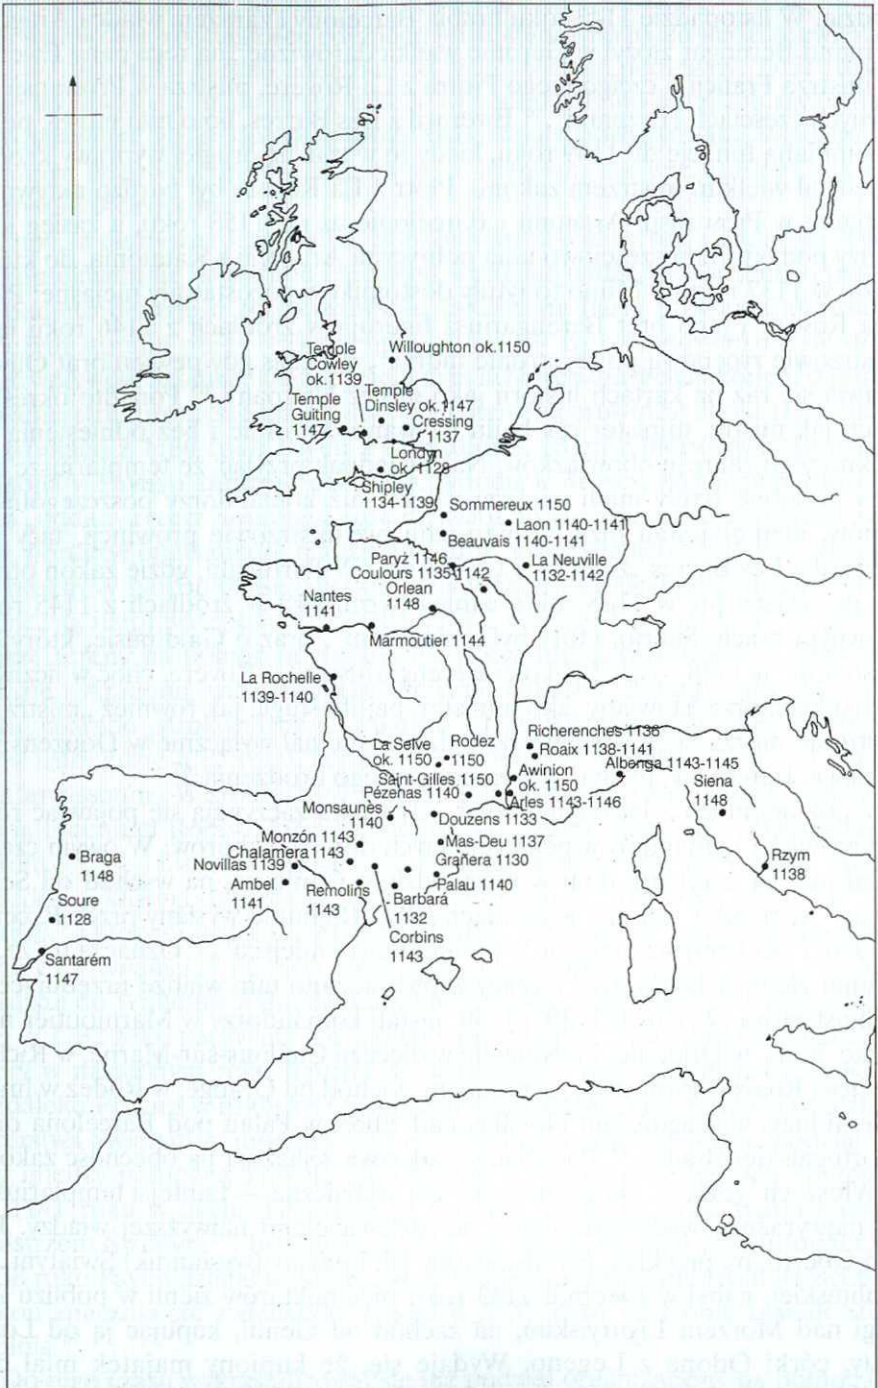 Willoughton ok.1150
Temple
Cowley
ok.1139
Temple
Dinsley ok.1147
Temple
Guiting
1147
Cressing
1137
Londyn
ok.1128
Shipley
1134-1139
Sommereux 1150
Laon 1140-1141
Beauvais 1140-1141
Paryż 1146
La Neuville
1132-1142
Coulours 1135-1142
Orlean
1148
Nantes
1141
Marmoutier 1144
La Rochelle
1139-1140
Richerenches 1136
Roaix 1138-1141
La Selve
ok. 1150
Rodez
1150
Albenga 1143-1145
Awinion
ok. 1150
Saint-Gilles 1150
Siena
1148
Pézenas 1140
Arles 1143-1146
Monsaunès
1140
Douzens 1133
Monzón 1143
Mas-Deu 1137
Chalamera 1143
Novillas 1139
Grañera 1130
Braga
1148
Rzym
1138
Ambel
1141
Remolins
1143
Palau 1140
Barbará
1132
Soure
1128
Corbins
1143
Santarém
1147